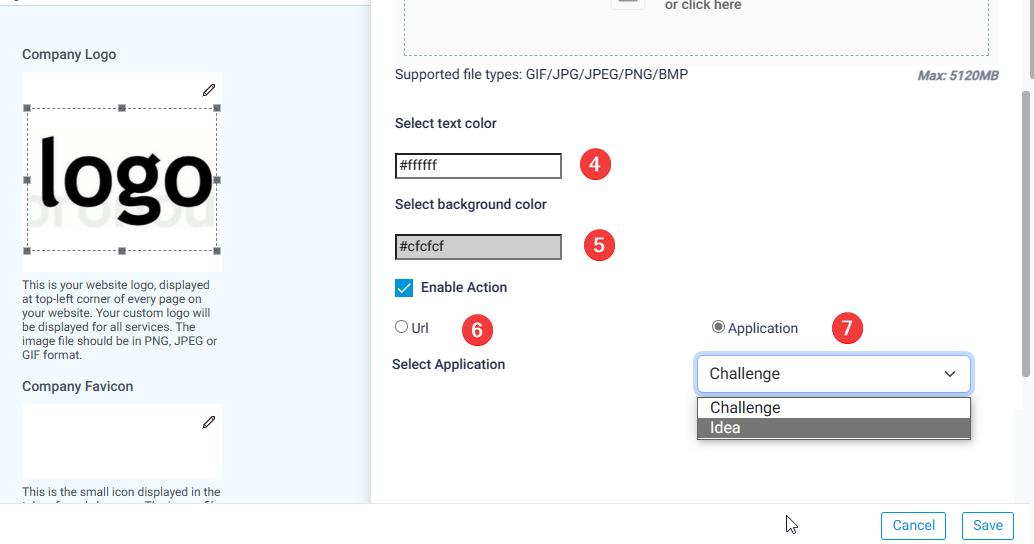 Company Logo
logo
This is your website logo, displayed
at top-left corner of every page on
your website. Your custom logo will
be displayed for all services. The
image file should be in PNG, JPEG or
GIF format.
Company Favicon
This is the small icon displayed in the
or click here
Supported file types: GIF/JPG/JPEG/PNG/BMP
Max: 5120MB
Select text color
#ffffff
4
Select background color
#cfcfcf
5
Enable Action
Url
6
Application
7
Select Application
Challenge
Challenge
Idea
Cancel
Save